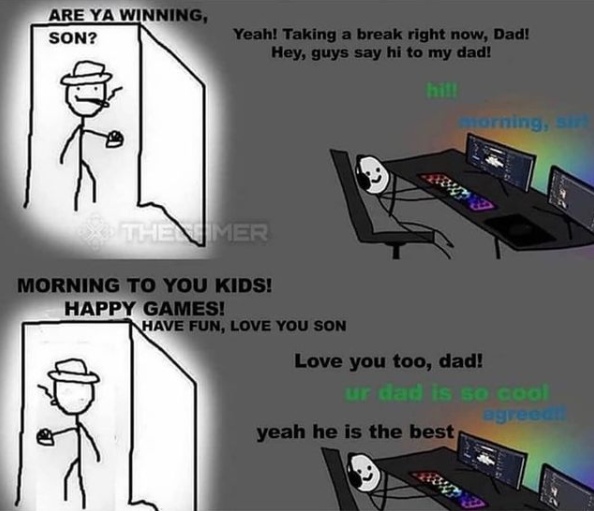 ARE YA WINNING,
SON?
Yeah! Taking a break right now, Dad!
Hey, guys say hi to my dad!
hi!!
morning, sir!
THEGAMER
MORNING TO YOU KIDS!
HAPPY GAMES!
HAVE FUN, LOVE YOU SON
Love you too, dad!
ur dad is so cool
agreed!!
yeah he is the best